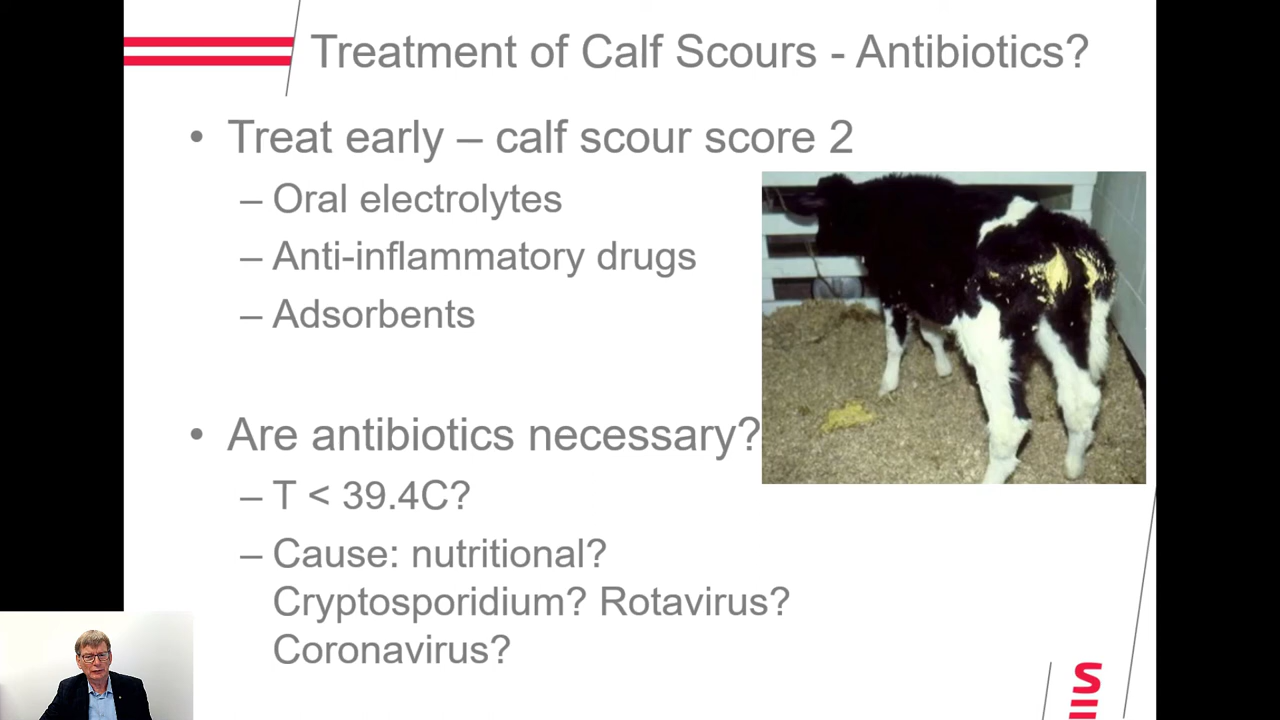 Treatment of Calf Scours - Antibiotics?
• Treat early – calf scour score 2
– Oral electrolytes
– Anti-inflammatory drugs
– Adsorbents
• Are antibiotics necessary?
– T < 39.4C?
– Cause: nutritional?
Cryptosporidium? Rotavirus?
Coronavirus?
S